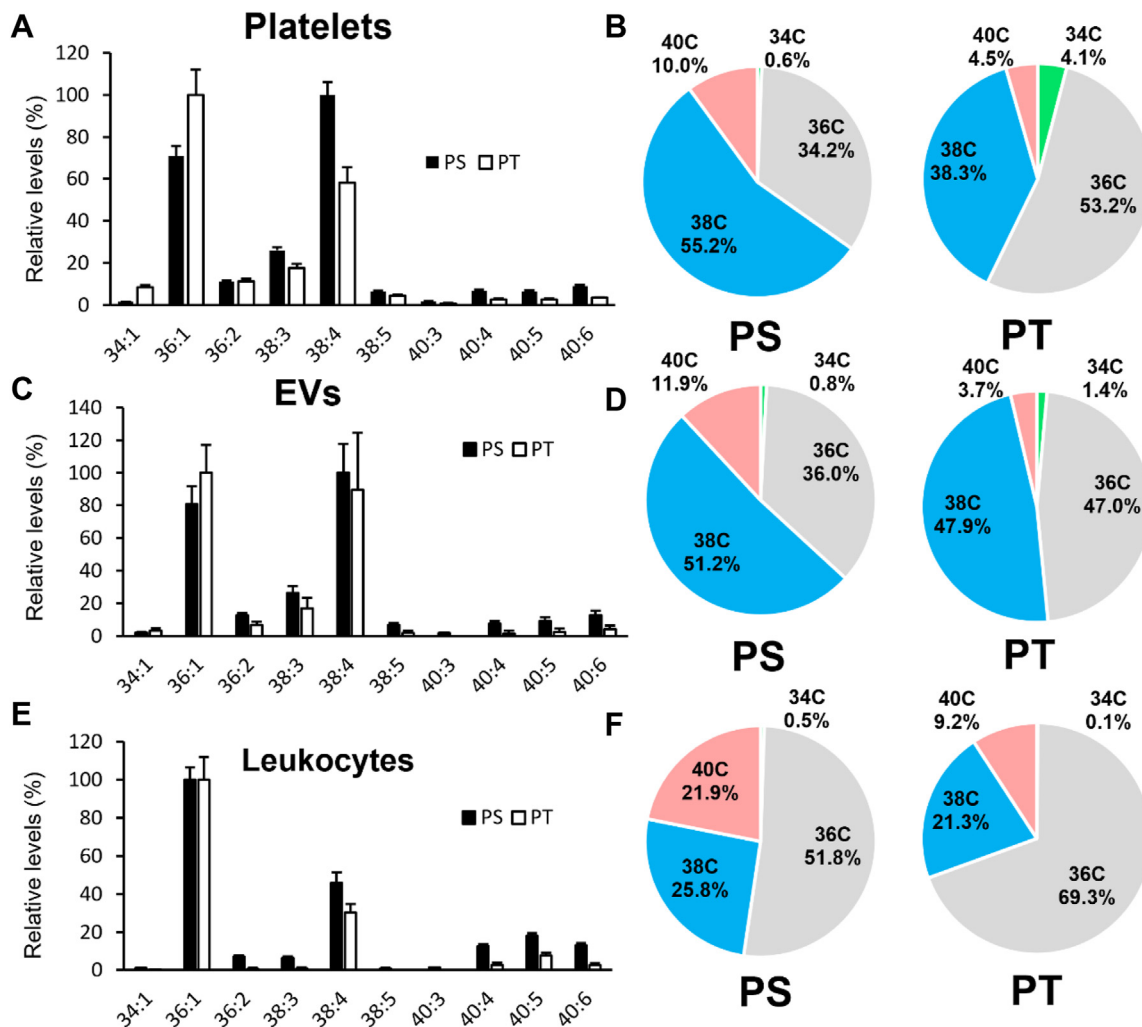 A
Platelets
Relative levels (%)
120
100
80
60
40
20
0
PS PT
34:1 36:1 36:2 38:3 38:4 38:5 40:3 40:4 40:5 40:6
B
40C
10.0%
34C
0.6%
36C
34.2%
38C
55.2%
PS
40C
4.5%
34C
4.1%
38C
38.3%
36C
53.2%
PT
C
EVs
Relative levels (%)
140
120
100
80
60
40
20
0
PS PT
34:1 36:1 36:2 38:3 38:4 38:5 40:3 40:4 40:5 40:6
D
40C
11.9%
34C
0.8%
36C
36.0%
38C
51.2%
PS
40C
3.7%
34C
1.4%
36C
47.0%
38C
47.9%
PT
E
Leukocytes
Relative levels (%)
120
100
80
60
40
20
0
PS PT
34:1 36:1 36:2 38:3 38:4 38:5 40:3 40:4 40:5 40:6
F
34C
0.5%
40C
21.9%
36C
51.8%
38C
25.8%
PS
40C
9.2%
34C
0.1%
38C
21.3%
36C
69.3%
PT